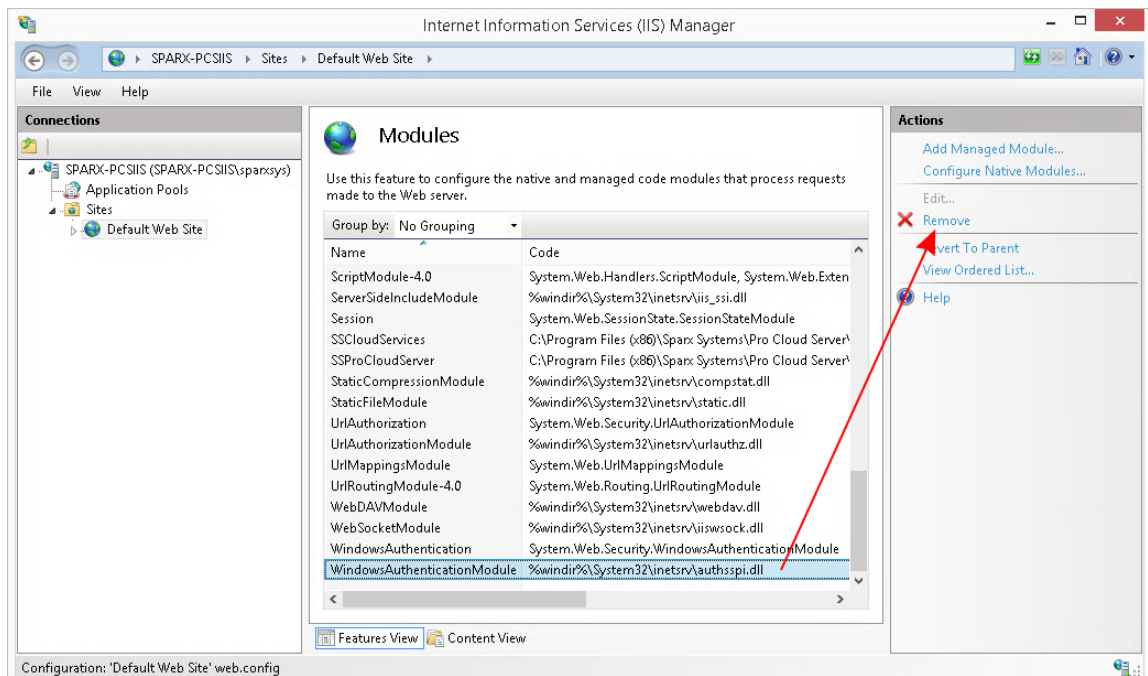 Internet Information Services (IIS) Manager
SPARX-PCSIIS Sites Default Web Site
File View Help
Connections
SPARX-PCSIIS (SPARX-PCSIIS\sparxsys)
Application Pools
Sites
Default Web Site
Modules
Use this feature to configure the native and managed code modules that process requests
made to the Web server.
Group by: No Grouping
Name Code
ScriptModule-4.0 System.Web.Handlers.ScriptModule, System.Web.Exten
ServerSideIncludeModule %windir%\System32\inetsrv\iis_ssi.dll
Session System.Web.SessionState.SessionStateModule
SSCloudServices C:\Program Files (x86)\Sparx Systems\Pro Cloud Server\
SSProCloudServer C:\Program Files (x86)\Sparx Systems\Pro Cloud Server\
StaticCompressionModule %windir%\System32\inetsrv\compstat.dll
StaticFileModule %windir%\System32\inetsrv\static.dll
UrlAuthorization System.Web.Security.UrlAuthorizationModule
UrlAuthorizationModule %windir%\System32\inetsrv\urlauthz.dll
UrlMappingsModule System.Web.UrlMappingsModule
UrlRoutingModule-4.0 System.Web.Routing.UrlRoutingModule
WebDAVModule %windir%\System32\inetsrv\webdav.dll
WebSocketModule %windir%\System32\inetsrv\iiswsock.dll
WindowsAuthentication System.Web.Security.WindowsAuthenticationModule
WindowsAuthenticationModule %windir%\System32\inetsrv\authsspi.dll
Features View Content View
Actions
Add Managed Module...
Configure Native Modules...
Edit...
Remove
Revert To Parent
View Ordered List...
Help
Configuration: 'Default Web Site' web.config